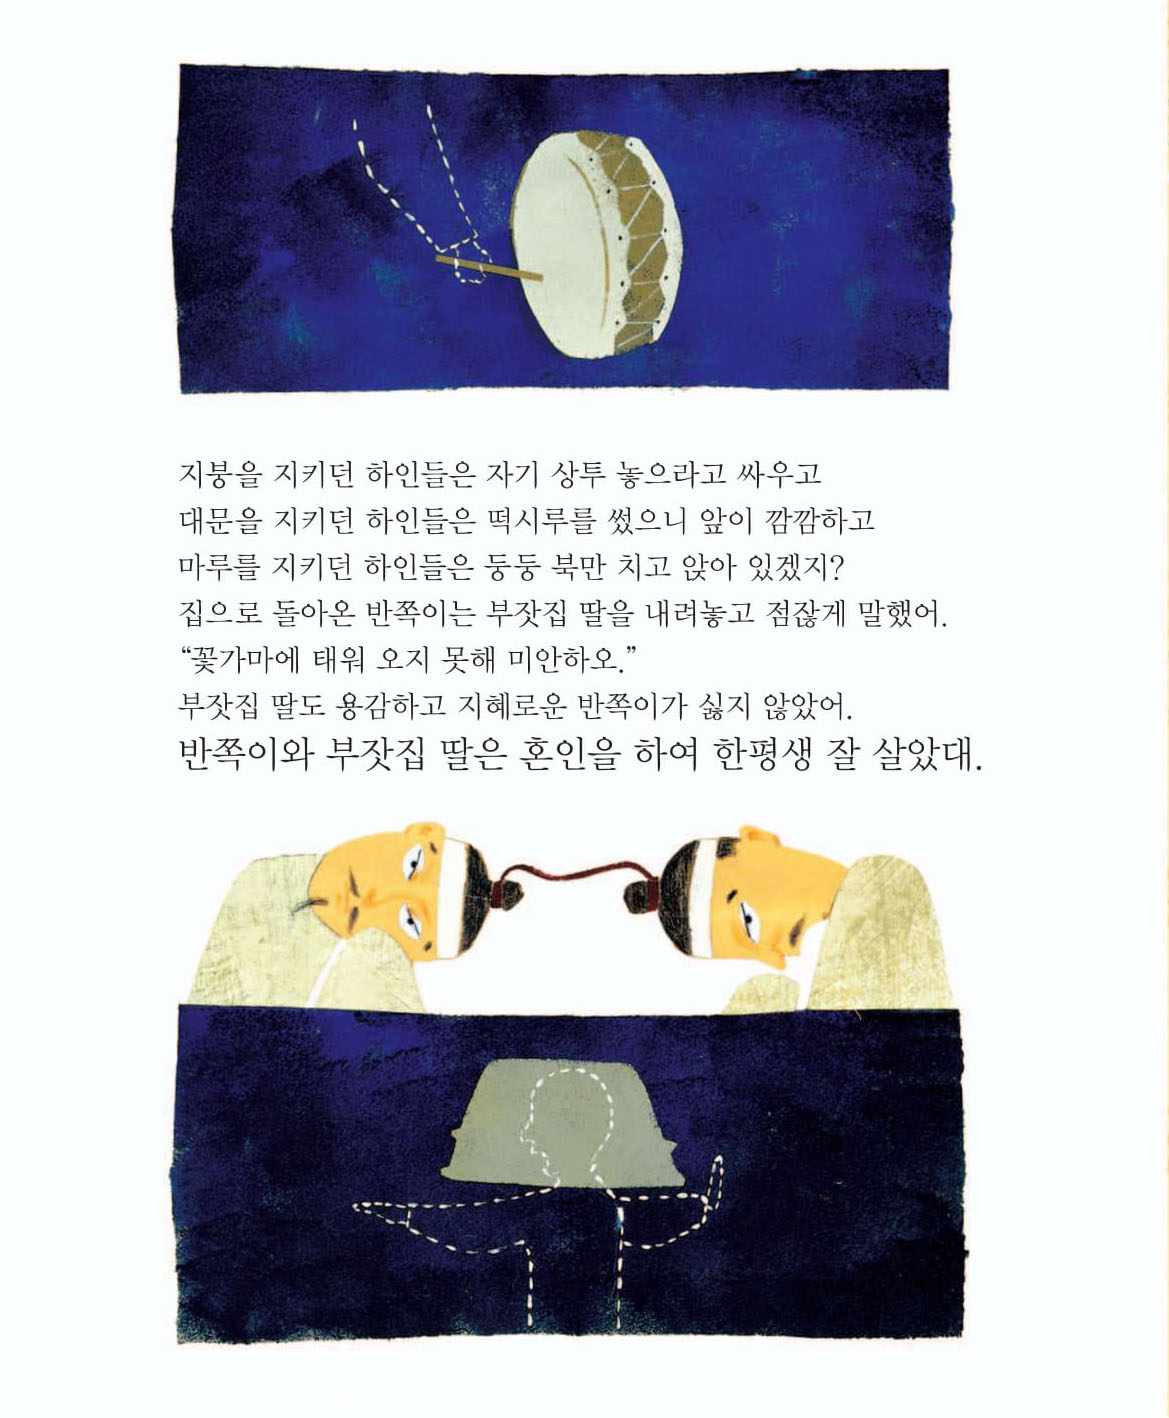 지붕을 지키던 하인들은 자기 상투 놓으라고 싸우고
대문을 지키던 하인들은 떡시루를 썼으니 앞이 깜깜하고
마루를 지키던 하인들은 둥둥 북만 치고 앉아 있겠지?
집으로 돌아온 반쪽이는 부잣집 딸을 내려놓고 점잖게 말했어.
“꽃가마에 태워 오지 못해 미안하오.”
부잣집 딸도 용감하고 지혜로운 반쪽이가 싫지 않았어.
반쪽이와 부잣집 딸은 혼인을 하여 한평생 잘 살았대.